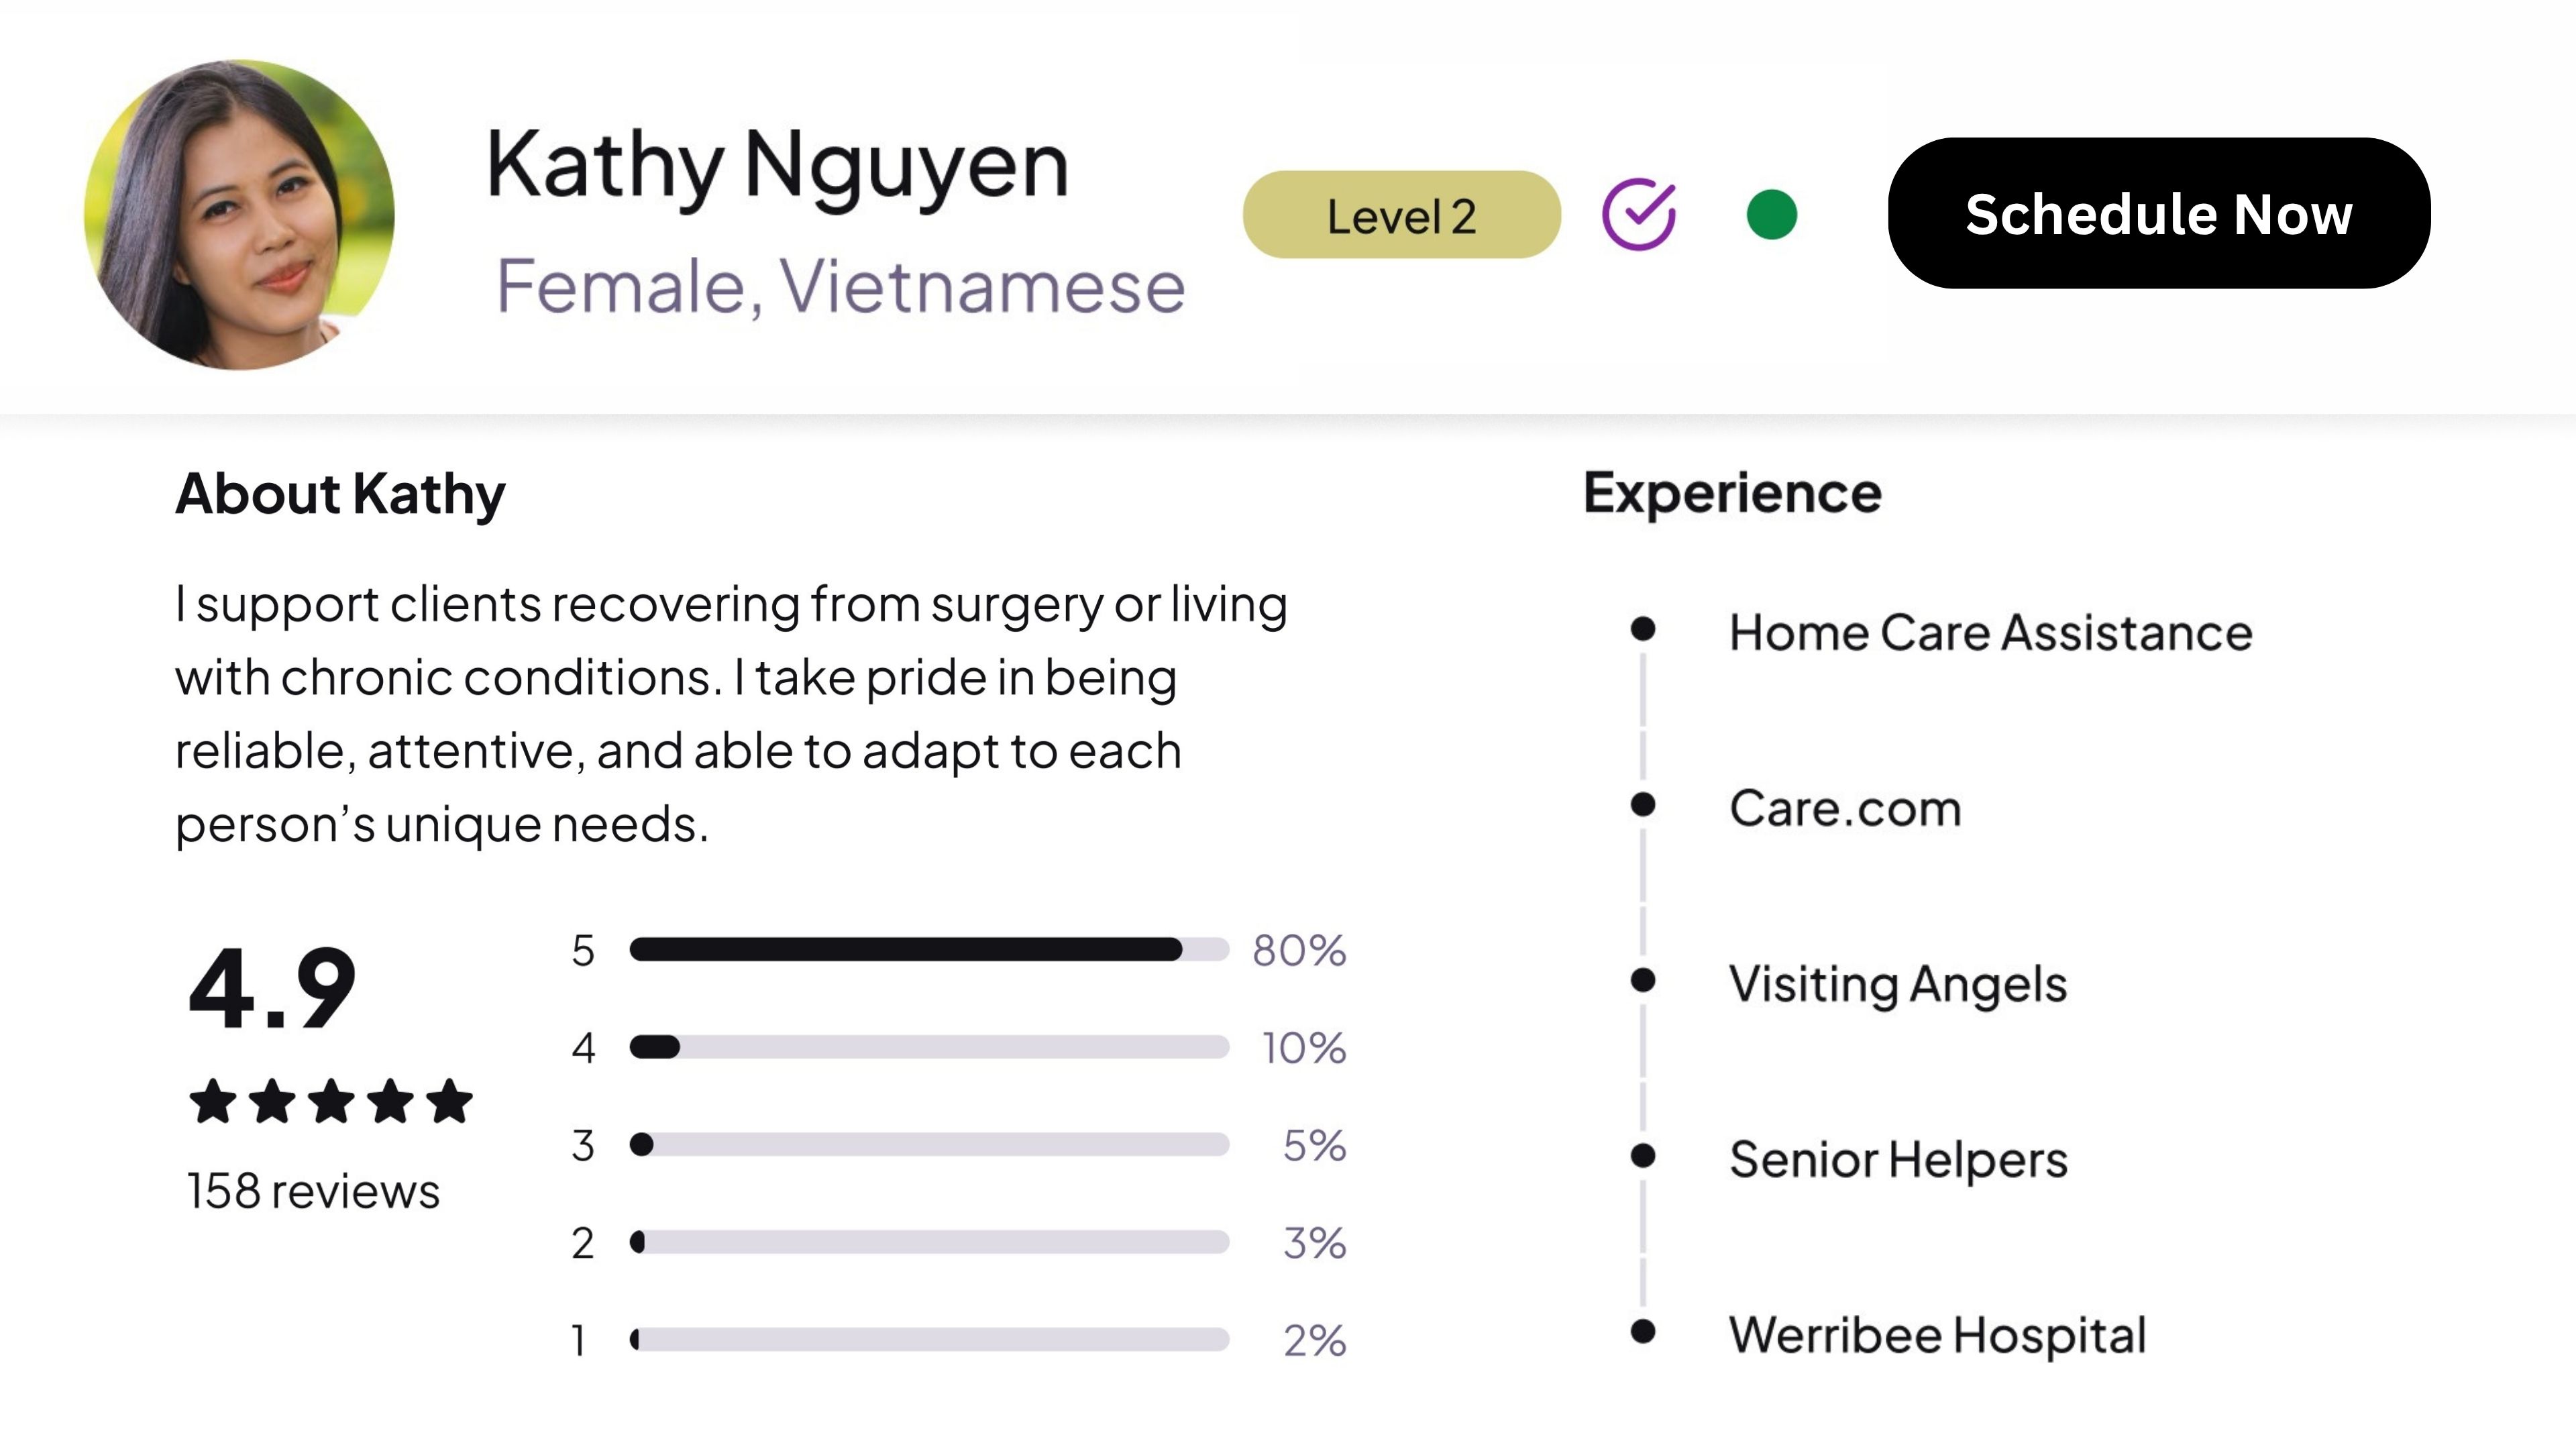 Kathy Nguyen
Female, Vietnamese
Level 2
Schedule Now
About Kathy
I support clients recovering from surgery or living
with chronic conditions. I take pride in being
reliable, attentive, and able to adapt to each
person’s unique needs.
4.9
158 reviews
5 80%
4 10%
3 5%
2 3%
1 2%
Experience
Home Care Assistance
Care.com
Visiting Angels
Senior Helpers
Werribee Hospital